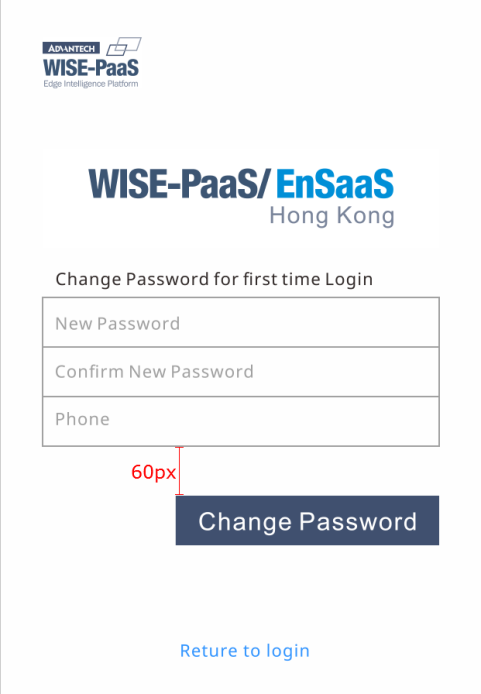 ADVANTECH
WISE-PaaS
Edge Intelligence Platform
WISE-PaaS/ EnSaaS
Hong Kong
Change Password for first time Login
New Password
Confirm New Password
Phone
60px
Change Password
Reture to login